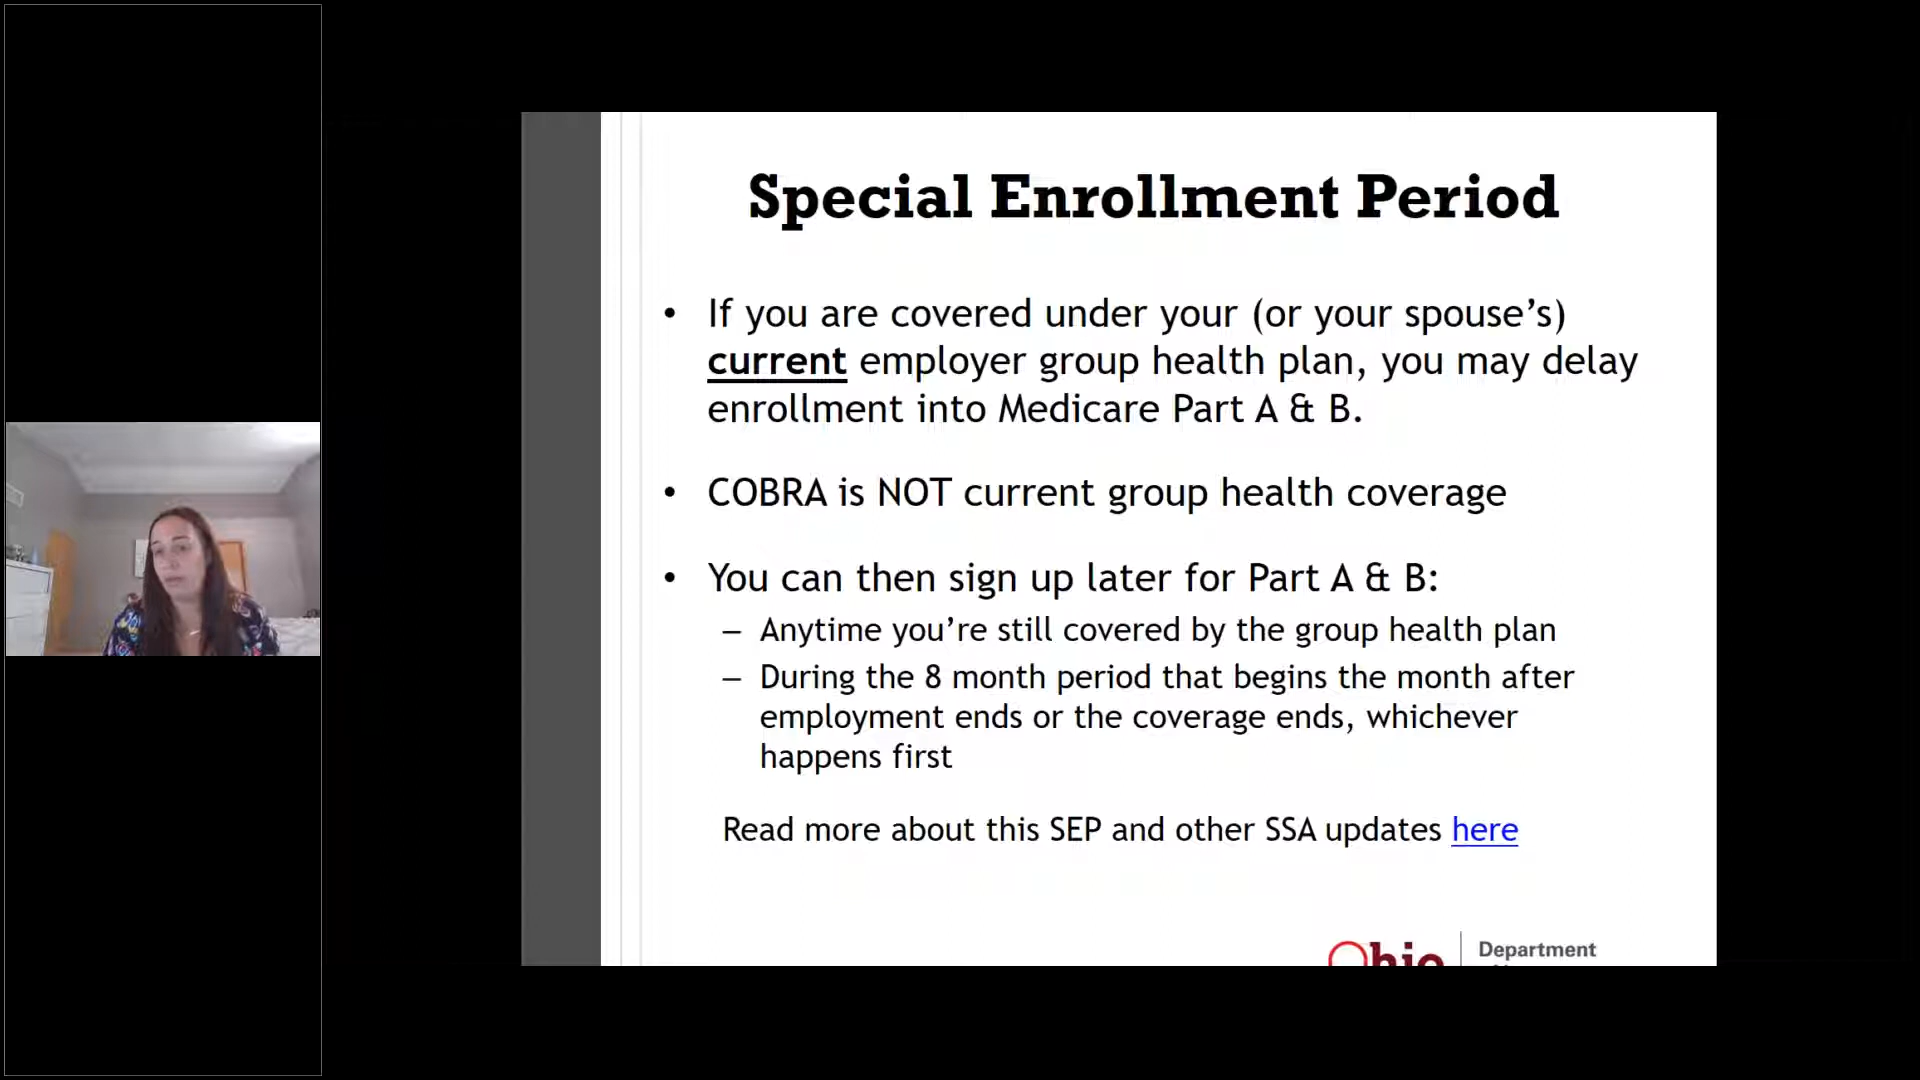 Special Enrollment Period
• If you are covered under your (or your spouse’s)
current employer group health plan, you may delay
enrollment into Medicare Part A & B.
• COBRA is NOT current group health coverage
• You can then sign up later for Part A & B:
– Anytime you’re still covered by the group health plan
– During the 8 month period that begins the month after
employment ends or the coverage ends, whichever
happens first
Read more about this SEP and other SSA updates here
Ohio
Department